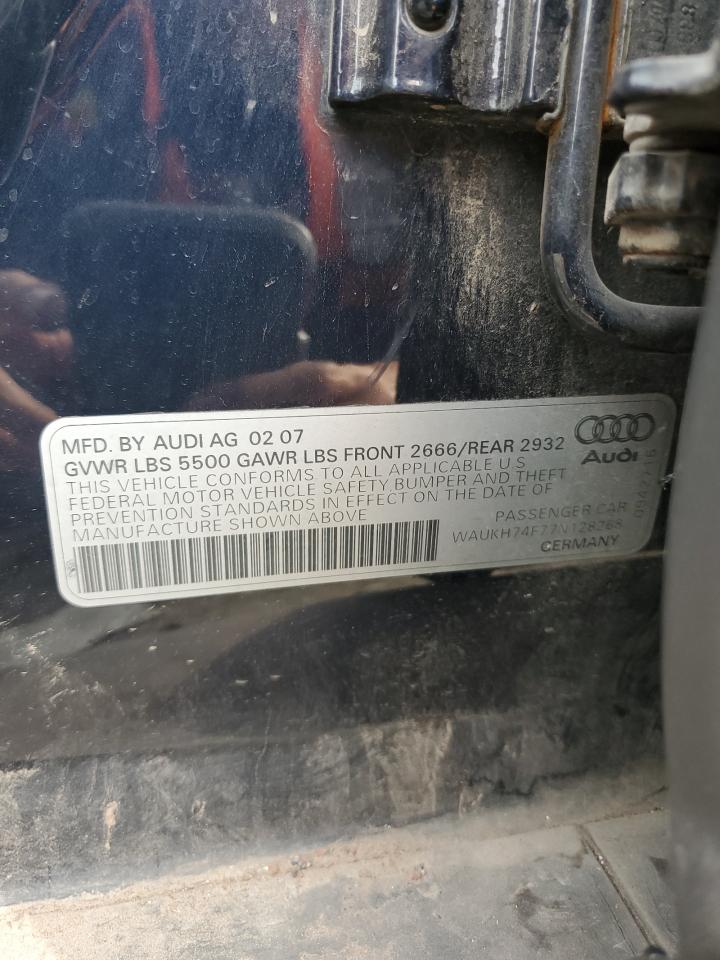 MFD. BY AUDI AG 02 07
GVWR LBS 5500 GAWR LBS FRONT 2666/REAR 2932
THIS VEHICLE CONFORMS TO ALL APPLICABLE U S
FEDERAL MOTOR VEHICLE SAFETY BUMPER AND THEFT
PREVENTION STANDARDS IN EFFECT ON THE DATE OF
MANUFACTURE SHOWN ABOVE
Audi
PASSENGER CAR
WAUKH74F77N128268
GERMANY